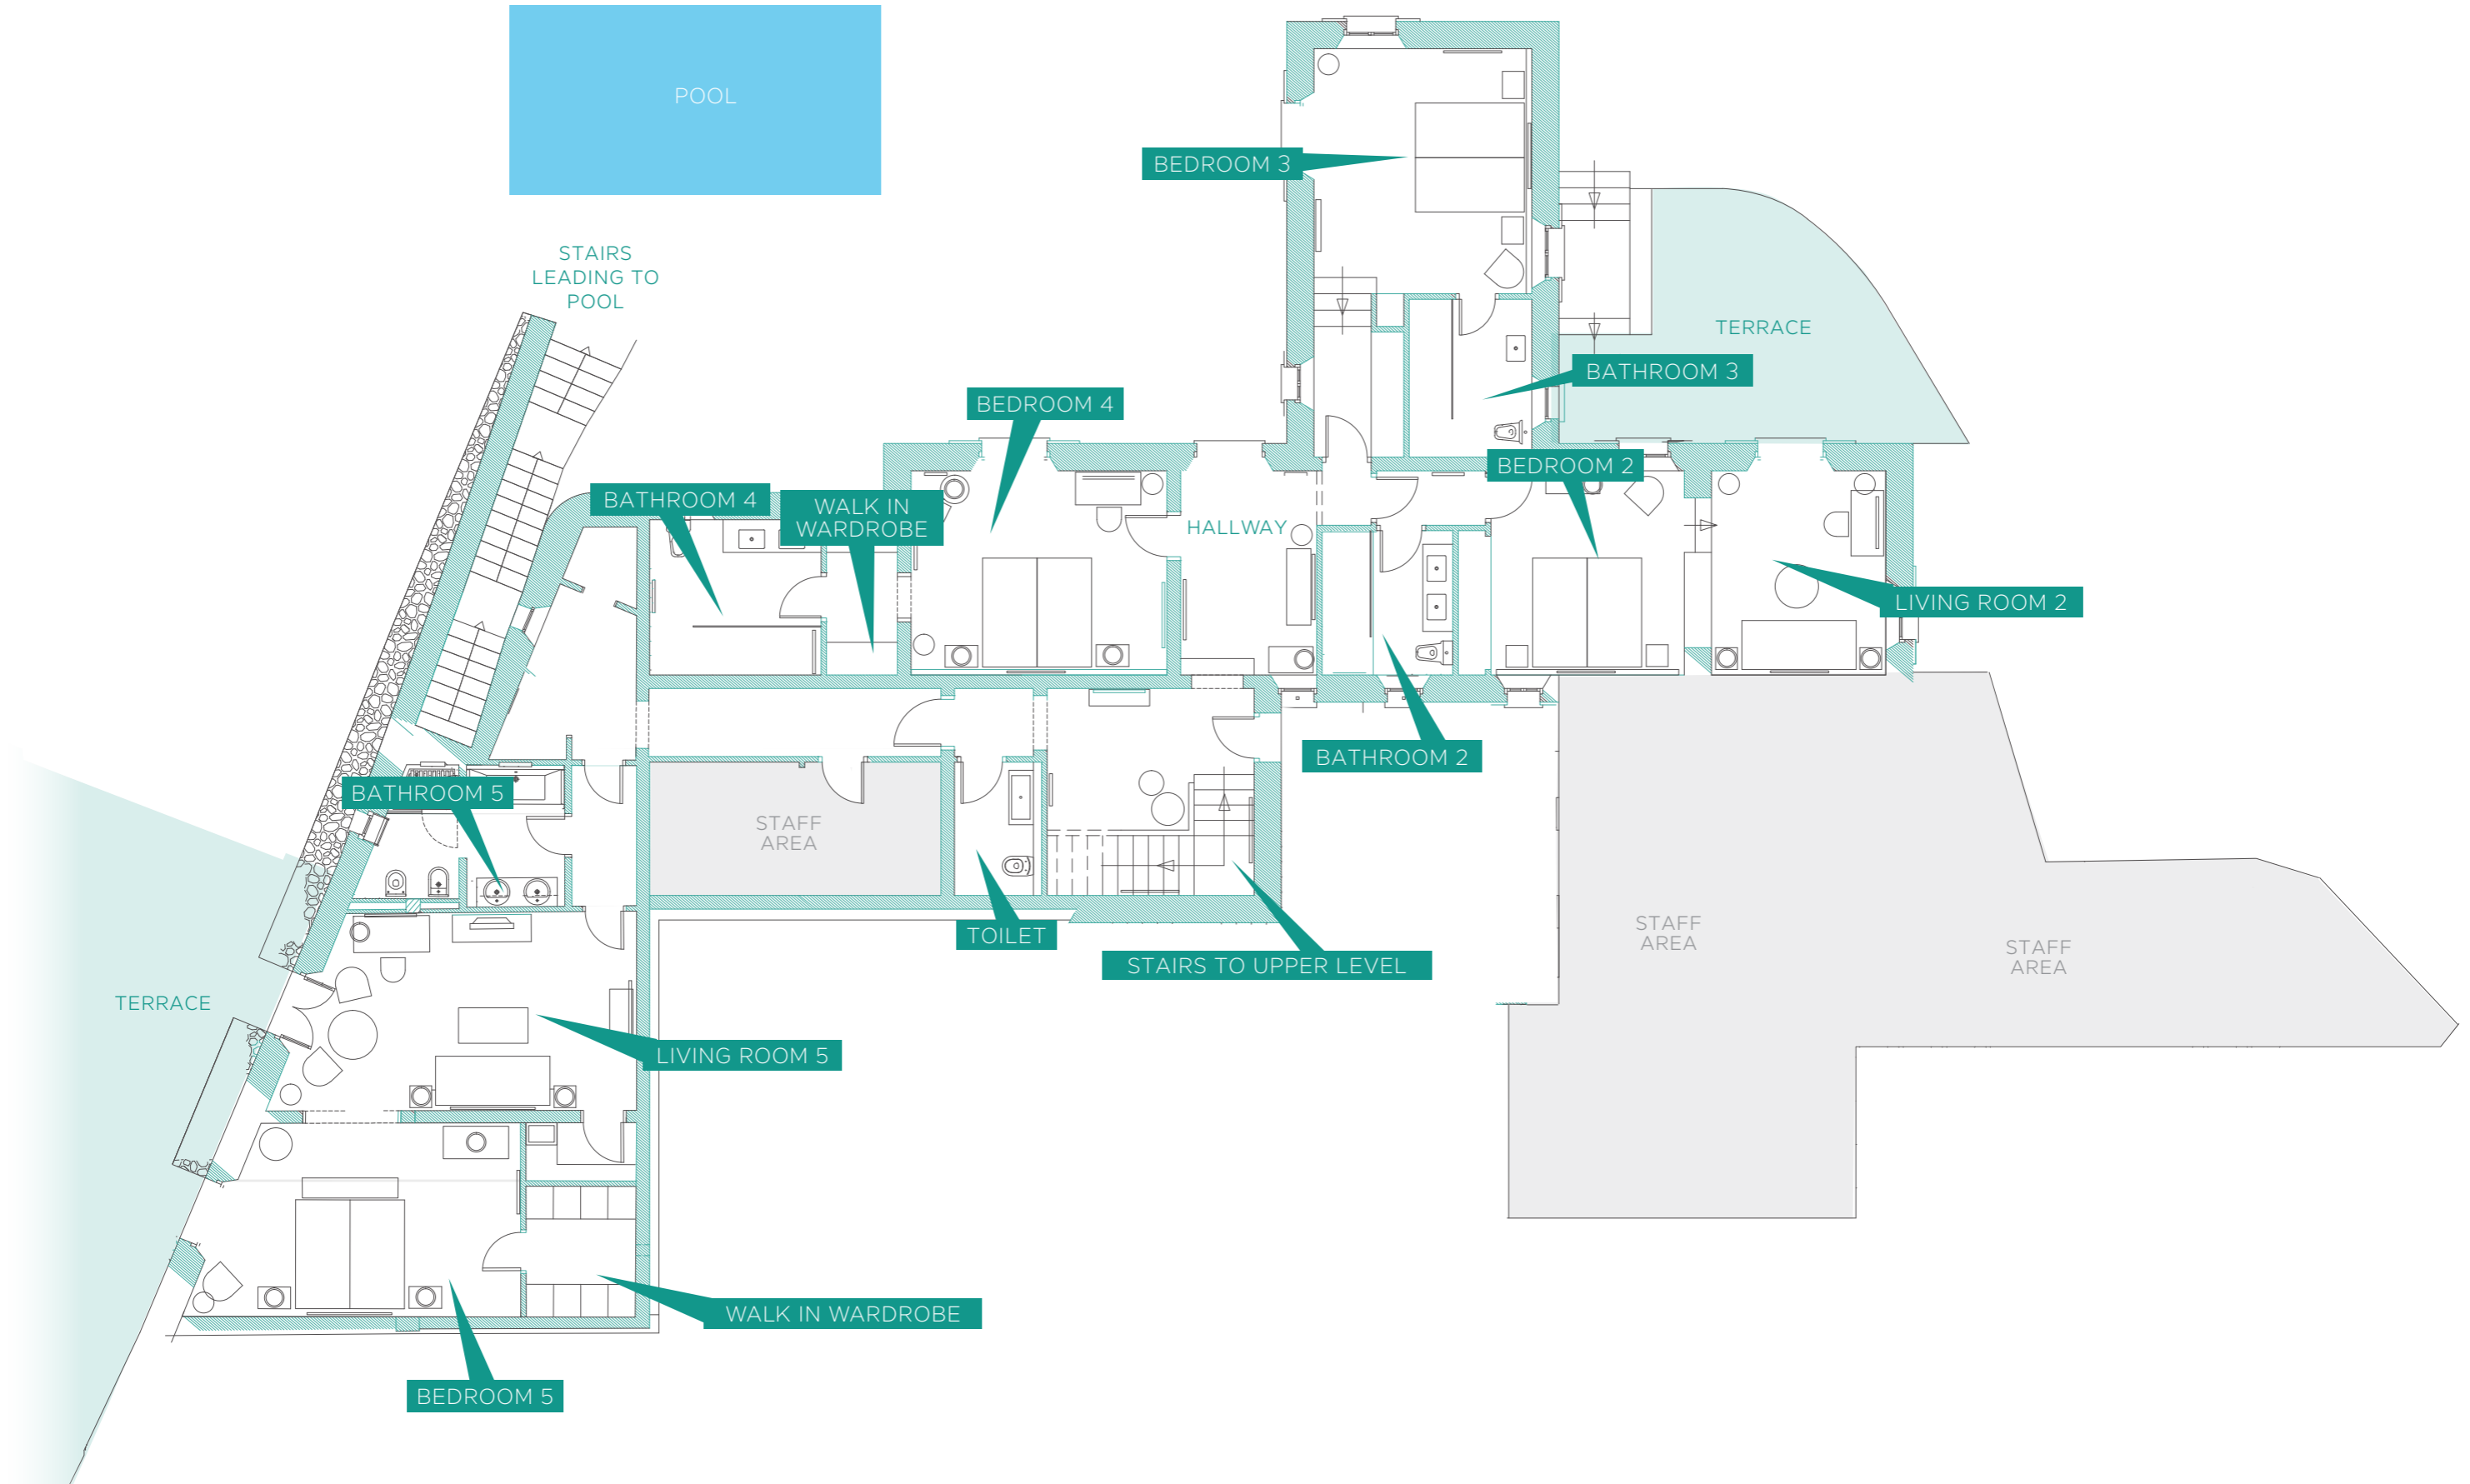 POOL
BEDROOM 3
STAIRS
LEADING TO
POOL
TERRACE
BATHROOM 3
BEDROOM 4
BEDROOM 2
BATHROOM 4
WALK IN
WARDROBE
HALLWAY
LIVING ROOM 2
BATHROOM 2
BATHROOM 5
STAFF
AREA
TOILET
STAIRS TO UPPER LEVEL
STAFF
AREA
STAFF
AREA
TERRACE
LIVING ROOM 5
WALK IN WARDROBE
BEDROOM 5